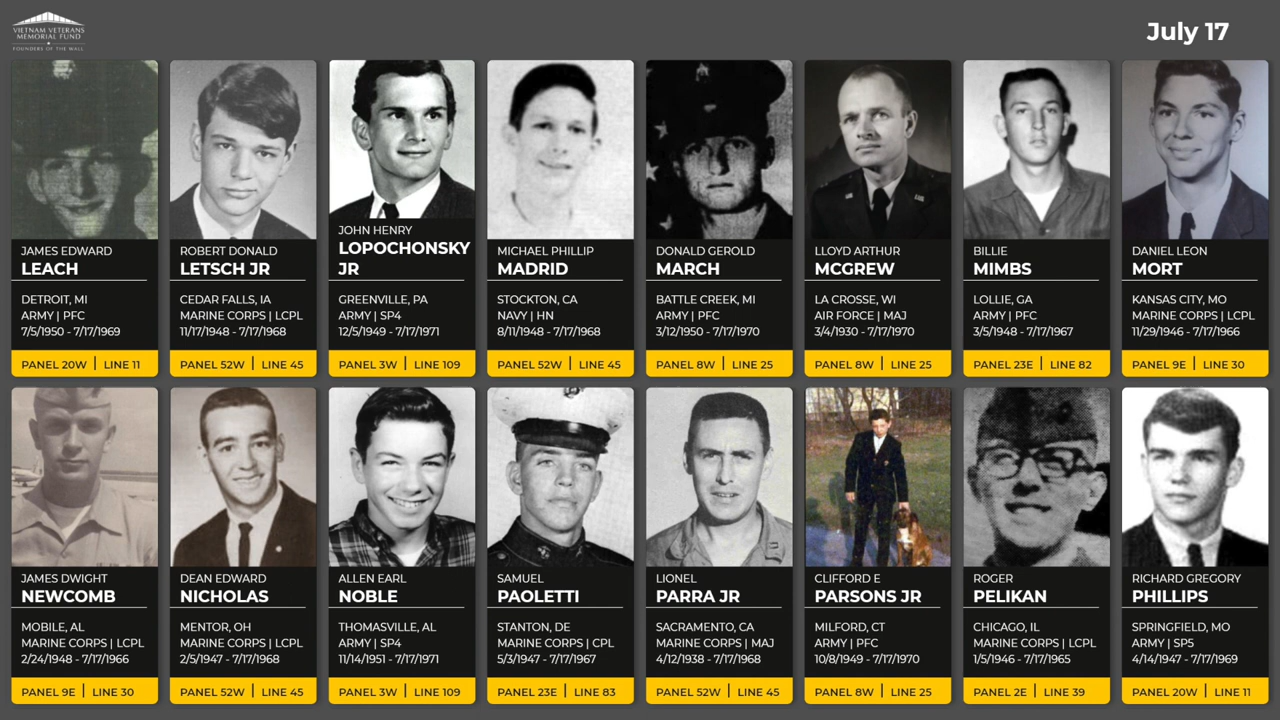 VIETNAM VETERANS
MEMORIAL FUND
FOUNDERS OF THE WALL
July 17
JAMES EDWARD
LEACH
DETROIT, MI
ARMY | PFC
7/5/1950 - 7/17/1969
PANEL 20W | LINE 11
ROBERT DONALD
LETSCH JR
CEDAR FALLS, IA
MARINE CORPS | LCPL
11/17/1948 - 7/17/1968
PANEL 52W | LINE 45
JOHN HENRY
LOPOCHONSKY
JR
GREENVILLE, PA
ARMY | SP4
12/5/1949 - 7/17/1971
PANEL 3W | LINE 109
MICHAEL PHILLIP
MADRID
STOCKTON, CA
NAVY | HN
8/11/1948 - 7/17/1968
PANEL 52W | LINE 45
DONALD GEROLD
MARCH
BATTLE CREEK, MI
ARMY | PFC
3/12/1950 - 7/17/1970
PANEL 8W | LINE 25
LLOYD ARTHUR
MCGREW
LA CROSSE, WI
AIR FORCE | MAJ
3/4/1930 - 7/17/1970
PANEL 8W | LINE 25
BILLIE
MIMBS
LOLLIE, GA
ARMY | PFC
3/5/1948 - 7/17/1967
PANEL 23E | LINE 82
DANIEL LEON
MORT
KANSAS CITY, MO
MARINE CORPS | LCPL
11/29/1946 - 7/17/1966
PANEL 9E | LINE 30
JAMES DWIGHT
NEWCOMB
MOBILE, AL
MARINE CORPS | LCPL
2/24/1948 - 7/17/1966
PANEL 9E | LINE 30
DEAN EDWARD
NICHOLAS
MENTOR, OH
MARINE CORPS | LCPL
2/5/1947 - 7/17/1968
PANEL 52W | LINE 45
ALLEN EARL
NOBLE
THOMASVILLE, AL
ARMY | SP4
11/14/1951 - 7/17/1971
PANEL 3W | LINE 109
SAMUEL
PAOLETTI
STANTON, DE
MARINE CORPS | CPL
5/3/1947 - 7/17/1967
PANEL 23E | LINE 83
LIONEL
PARRA JR
SACRAMENTO, CA
MARINE CORPS | MAJ
4/12/1938 - 7/17/1968
PANEL 52W | LINE 45
CLIFFORD E
PARSONS JR
MILFORD, CT
ARMY | PFC
10/8/1949 - 7/17/1970
PANEL 8W | LINE 25
ROGER
PELIKAN
CHICAGO, IL
MARINE CORPS | LCPL
1/5/1946 - 7/17/1965
PANEL 2E | LINE 39
RICHARD GREGORY
PHILLIPS
SPRINGFIELD, MO
ARMY | SP5
4/14/1947 - 7/17/1969
PANEL 20W | LINE 11